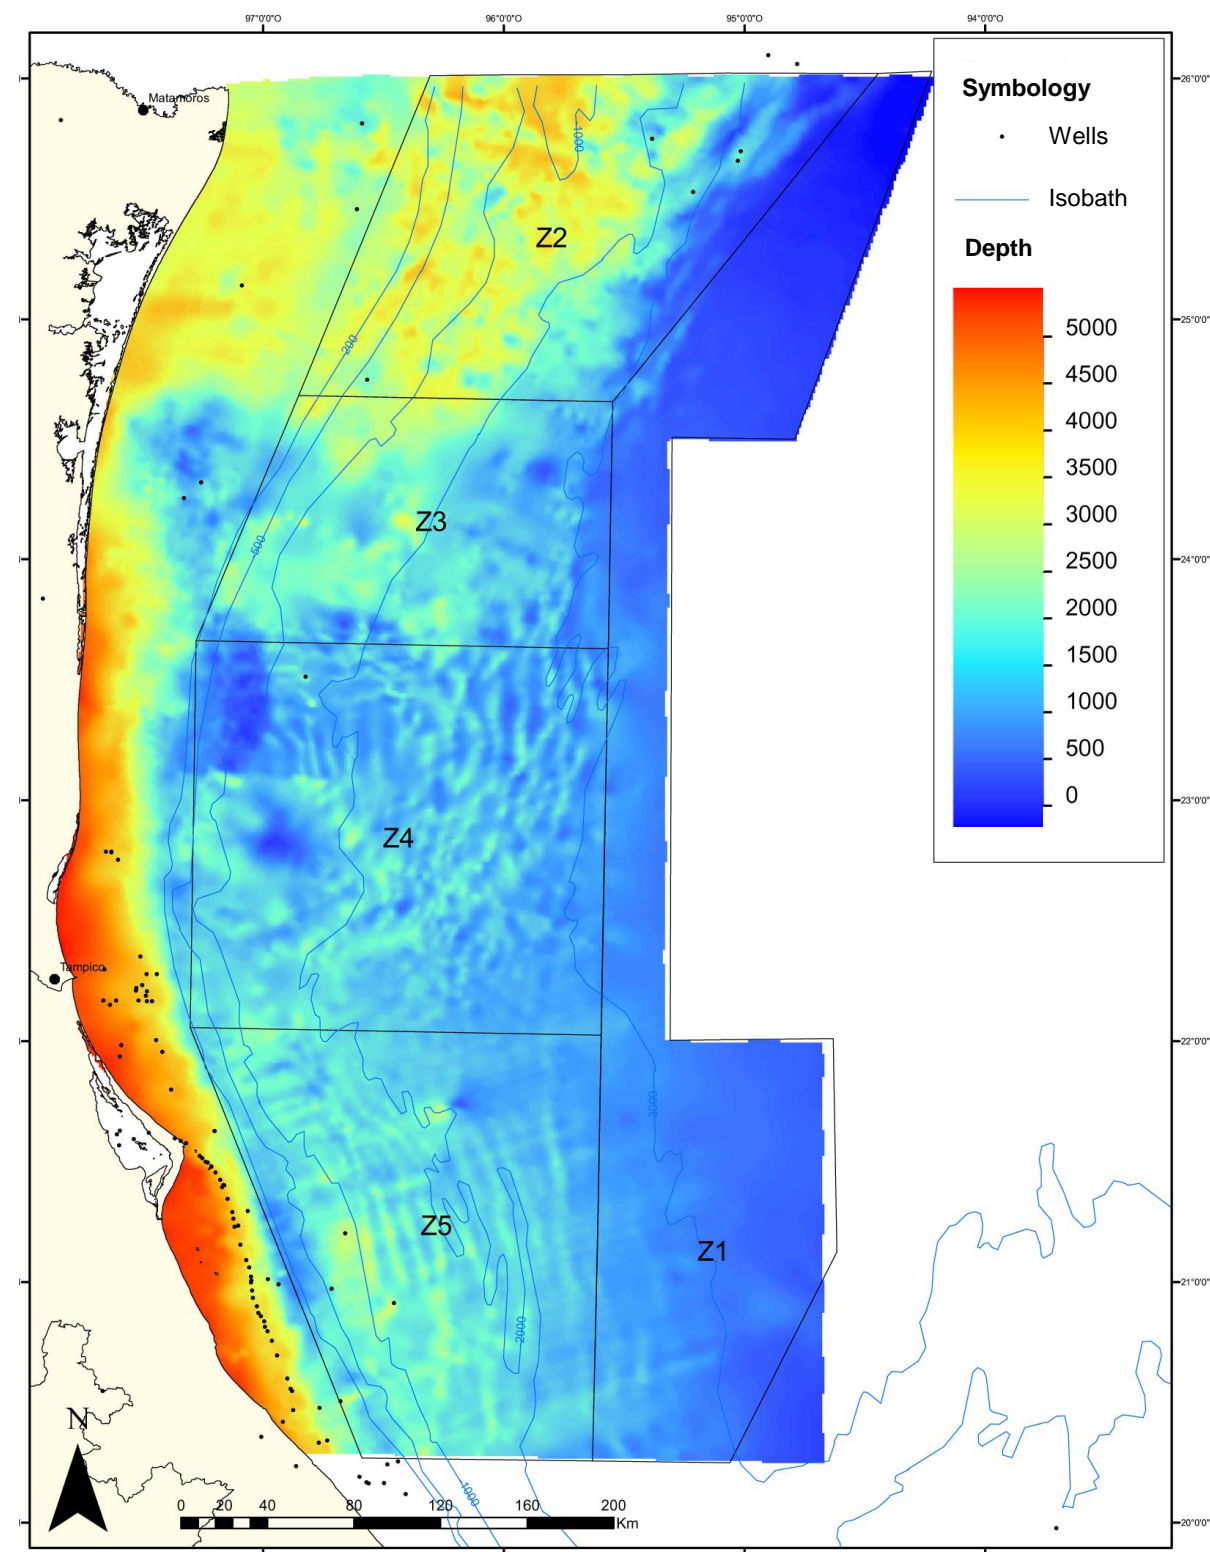 97°0'0"O 96°0'0"O 95°0'0"O 94°0'0"O
26°0'0"
Symbology
Matamoros
Wells
1000
Isobath
Z2
Depth
25°0'0"
5000
200
4500
4000
3500
Z3
3000
500
24°0'0"
2500
2000
1500
1000
500
0
23°0'0"
Z4
Tampico
22°0'0"
3000
Z5
Z1
21°0'0"
2000
N
1000
0 20 40 80 120 160 200
Km
20°0'0"